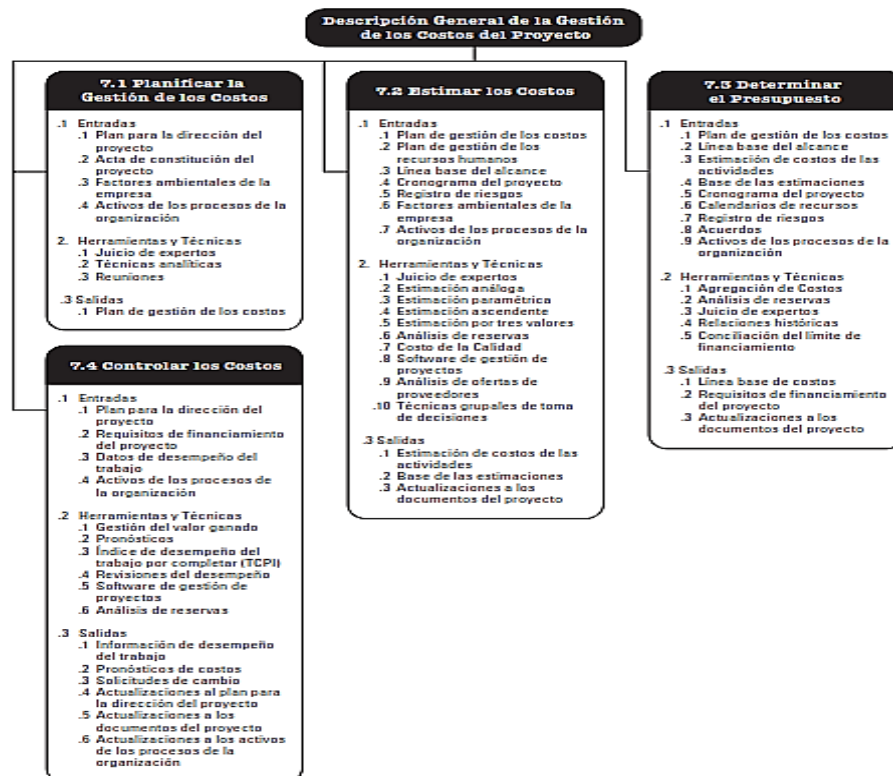 Descripción General de la Gestión
de los Costos del Proyecto
7.1 Planificar la
Gestión de los Costos
.1 Entradas
.1 Plan para la dirección del
proyecto
.2 Acta de constitución del
proyecto
.3 Factores ambientales de la
empresa
.4 Activos de los procesos de la
organización
2. Herramientas y Técnicas
.1 Juicio de expertos
.2 Técnicas analíticas
.3 Reuniones
.3 Salidas
.1 Plan de gestión de los costos
7.2 Estimar los Costos
.1 Entradas
.1 Plan de gestión de los costos
.2 Plan de gestión de los
recursos humanos
.3 Línea base del alcance
.4 Cronograma del proyecto
.5 Registro de riesgos
.6 Factores ambientales de la
empresa
.7 Activos de los procesos de la
organización
2. Herramientas y Técnicas
.1 Juicio de expertos
.2 Estimación análoga
.3 Estimación paramétrica
.4 Estimación ascendente
.5 Estimación por tres valores
.6 Análisis de reservas
.7 Costo de la Calidad
.8 Software de gestión de
proyectos
.9 Análisis de ofertas de
proveedores
.10 Técnicas grupales de toma
de decisiones
.3 Salidas
.1 Estimación de costos de las
actividades
.2 Base de las estimaciones
.3 Actualizaciones a los
documentos del proyecto
7.3 Determinar
el Presupuesto
.1 Entradas
.1 Plan de gestión de los costos
.2 Línea base del alcance
.3 Estimación de costos de las
actividades
.4 Base de las estimaciones
.5 Cronograma del proyecto
.6 Calendarios de recursos
.7 Registro de riesgos
.8 Acuerdos
.9 Activos de los procesos de la
organización
.2 Herramientas y Técnicas
.1 Agregación de Costos
.2 Análisis de reservas
.3 Juicio de expertos
.4 Relaciones históricas
.5 Conciliación del límite de
financiamiento
.3 Salidas
.1 Línea base de costos
.2 Requisitos de financiamiento
del proyecto
.3 Actualizaciones a los
documentos del proyecto
7.4 Controlar los Costos
.1 Entradas
.1 Plan para la dirección del
proyecto
.2 Requisitos de financiamiento
del proyecto
.3 Datos de desempeño del
trabajo
.4 Activos de los procesos de
la organización
.2 Herramientas y Técnicas
.1 Gestión del valor ganado
.2 Pronósticos
.3 Índice de desempeño del
trabajo por completar (TCPI)
.4 Revisiones del desempeño
.5 Software de gestión de
proyectos
.6 Análisis de reservas
.3 Salidas
.1 Información de desempeño
del trabajo
.2 Pronósticos de costos
.3 Solicitudes de cambio
.4 Actualizaciones al plan para
la dirección del proyecto
.5 Actualizaciones a los
documentos del proyecto
.6 Actualizaciones a los activos
de los procesos de la
organización